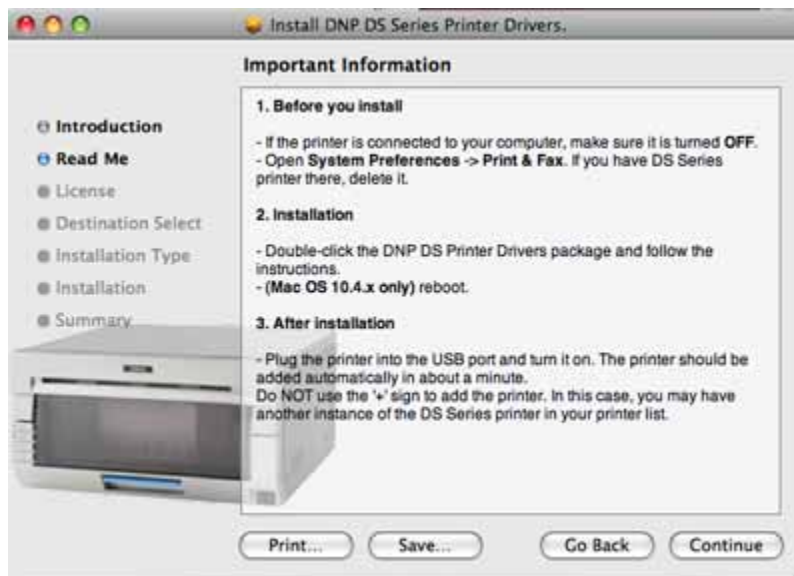 Install DNP DS Series Printer Drivers.
Important Information
Introduction
Read Me
License
Destination Select
Installation Type
Installation
Summary
1. Before you install
- If the printer is connected to your computer, make sure it is turned OFF.
- Open System Preferences -> Print & Fax. If you have DS Series
printer there, delete it.
2. Installation
- Double-click the DNP DS Printer Drivers package and follow the
instructions.
- (Mac OS 10.4.x only) reboot.
3. After installation
- Plug the printer into the USB port and turn it on. The printer should be
added automatically in about a minute.
Do NOT use the '+' sign to add the printer. In this case, you may have
another instance of the DS Series printer in your printer list.
Print...
Save...
Go Back
Continue